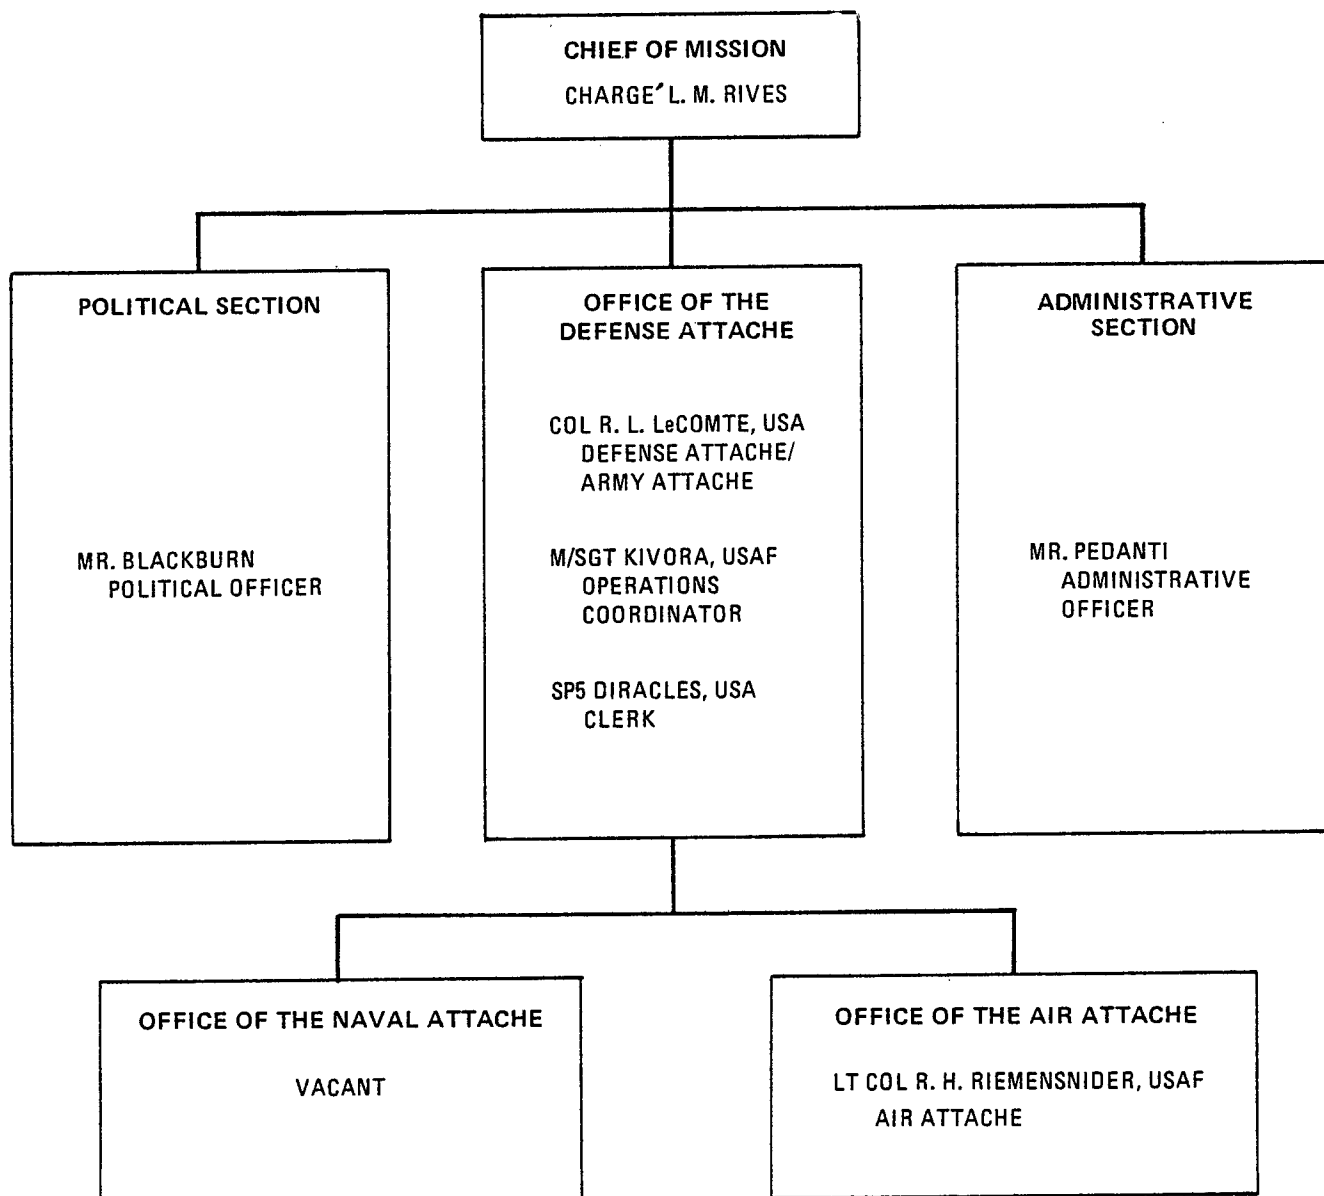 CHIEF OF MISSION
CHARGE´ L. M. RIVES
POLITICAL SECTION
MR. BLACKBURN
POLITICAL OFFICER
OFFICE OF THE
DEFENSE ATTACHE
COL R. L. LeCOMTE, USA
DEFENSE ATTACHE/
ARMY ATTACHE
M/SGT KIVORA, USAF
OPERATIONS
COORDINATOR
SP5 DIRACLES, USA
CLERK
ADMINISTRATIVE
SECTION
MR. PEDANTI
ADMINISTRATIVE
OFFICER
OFFICE OF THE NAVAL ATTACHE
VACANT
OFFICE OF THE AIR ATTACHE
LT COL R. H. RIEMENSNIDER, USAF
AIR ATTACHE